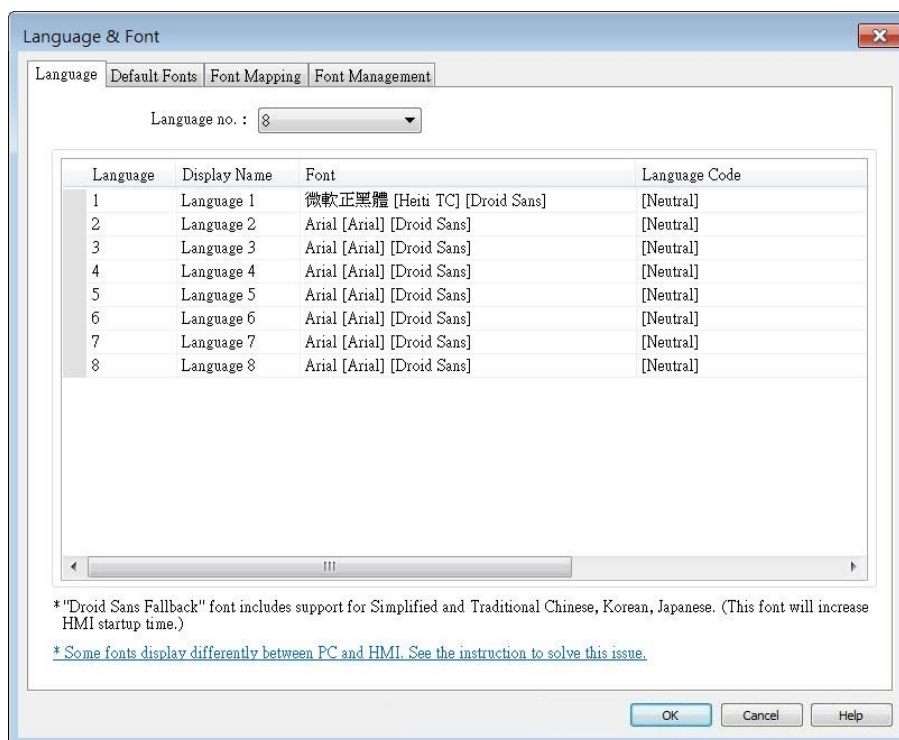 Language & Font
Language Default Fonts Font Mapping Font Management
Language no. : 8
Language Display Name Font Language Code
1 Language 1 微軟正黑體 [Heiti TC] [Droid Sans] [Neutral]
2 Language 2 Arial [Arial] [Droid Sans] [Neutral]
3 Language 3 Arial [Arial] [Droid Sans] [Neutral]
4 Language 4 Arial [Arial] [Droid Sans] [Neutral]
5 Language 5 Arial [Arial] [Droid Sans] [Neutral]
6 Language 6 Arial [Arial] [Droid Sans] [Neutral]
7 Language 7 Arial [Arial] [Droid Sans] [Neutral]
8 Language 8 Arial [Arial] [Droid Sans] [Neutral]
* "Droid Sans Fallback" font includes support for Simplified and Traditional Chinese, Korean, Japanese. (This font will increase
HMI startup time.)
* Some fonts display differently between PC and HMI. See the instruction to solve this issue.
OK Cancel Help